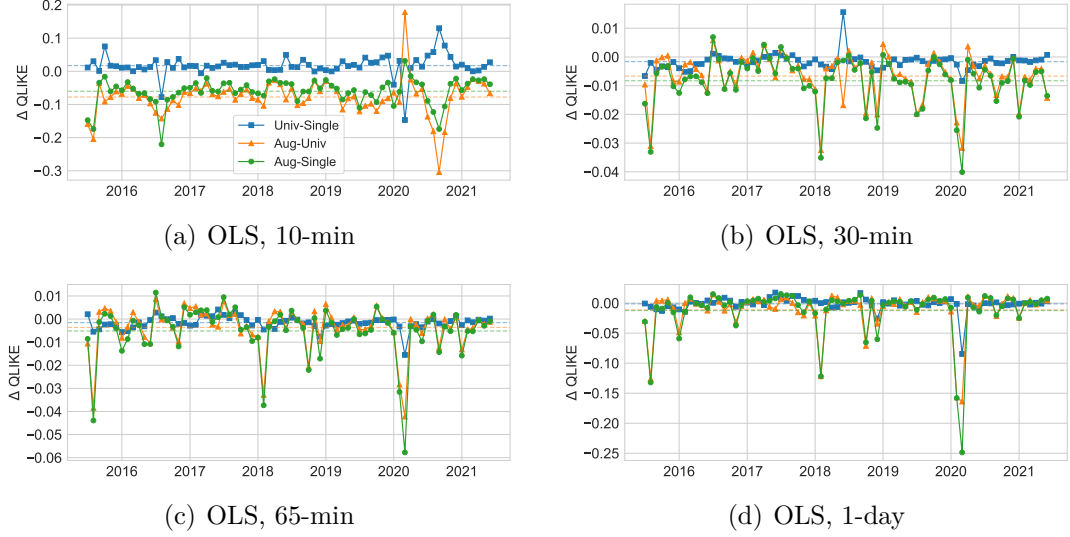 Δ QLIKE
0.2
0.1
0.0
−0.1
−0.2
−0.3
Univ-Single
Aug-Univ
Aug-Single
2016 2017 2018 2019 2020 2021
(a) OLS, 10-min
Δ QLIKE
0.01
0.00
−0.01
−0.02
−0.03
−0.04
2016 2017 2018 2019 2020 2021
(b) OLS, 30-min
Δ QLIKE
0.01
0.00
−0.01
−0.02
−0.03
−0.04
−0.05
−0.06
2016 2017 2018 2019 2020 2021
(c) OLS, 65-min
Δ QLIKE
0.00
−0.05
−0.10
−0.15
−0.20
−0.25
2016 2017 2018 2019 2020 2021
(d) OLS, 1-day